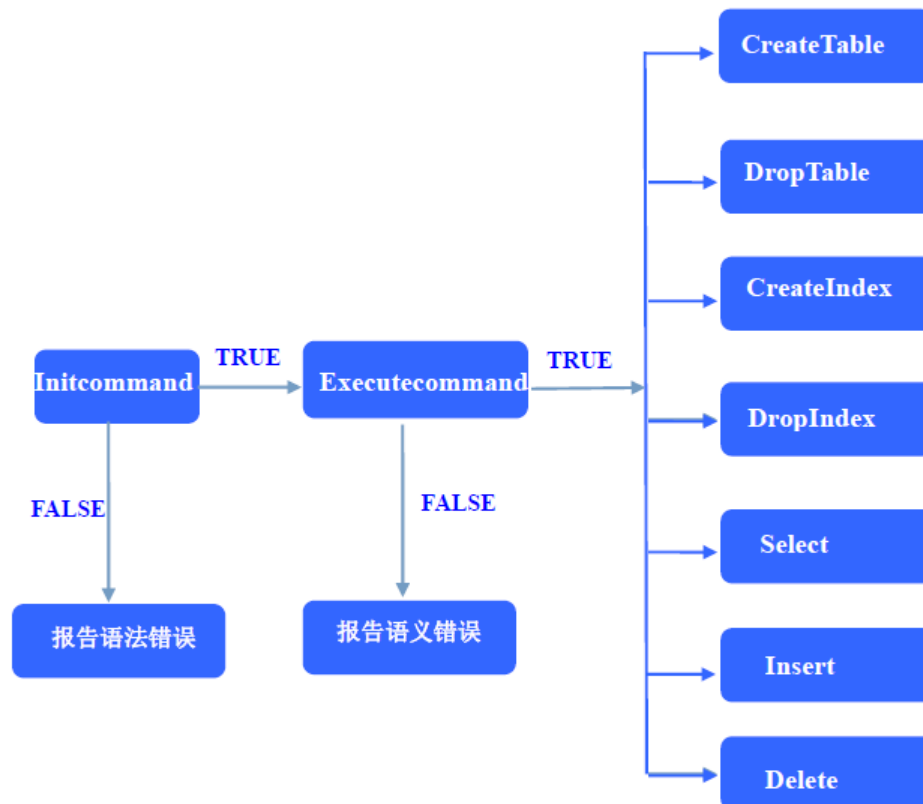 CreateTable
DropTable
CreateIndex
TRUE
TRUE
Initcommand
Executecommand
DropIndex
FALSE
FALSE
Select
报告语法错误
报告语义错误
Insert
Delete